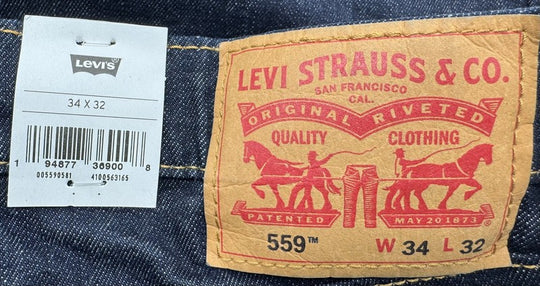 Levi's
34 X 32
1 94877 36900 8
005590581 4100563165
LEVI STRAUSS & CO.
SAN FRANCISCO
CAL.
ORIGINAL RIVETED
QUALITY CLOTHING
PATENTED MAY 20 1873
®
559™ W 34 L 32